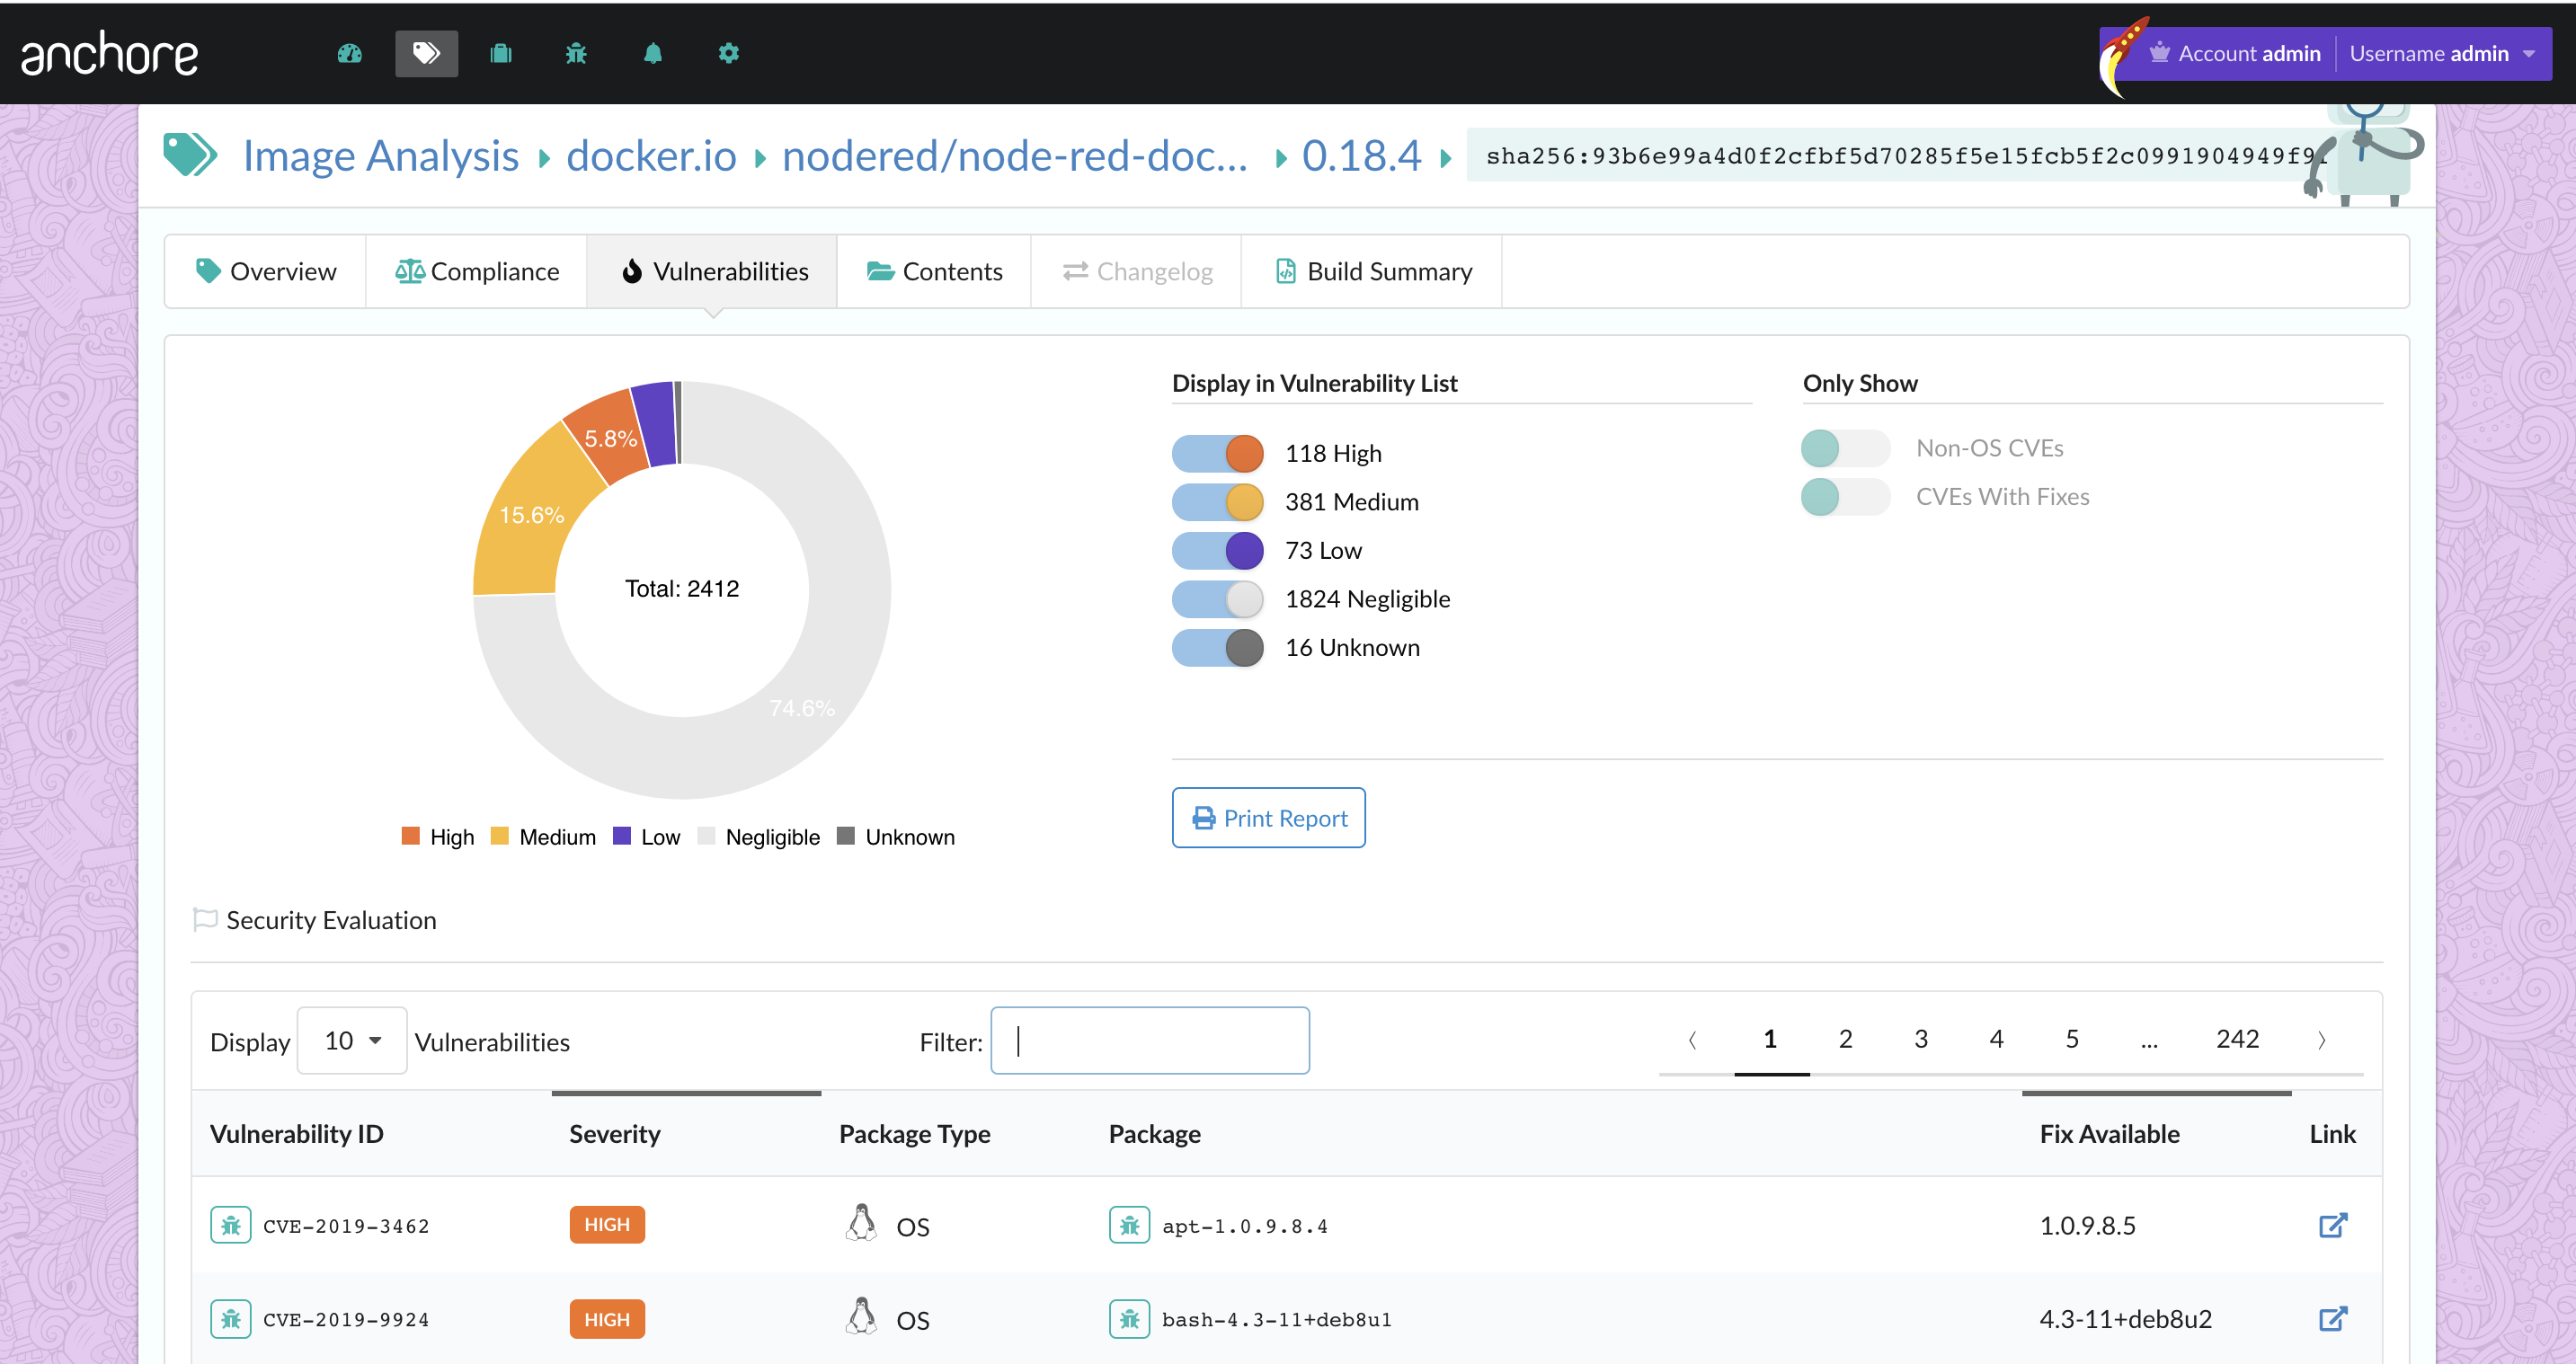 anchore
Account admin Username admin
Image Analysis docker.io nodered/node-red-doc... 0.18.4 sha256:93b6e99a4d0f2cfbf5d70285f5e15fcb5f2c0991904949f91
Overview Compliance Vulnerabilities Contents Changelog Build Summary
Display in Vulnerability List
Only Show
5.8%
15.6%
Total: 2412
74.6%
118 High
381 Medium
73 Low
1824 Negligible
16 Unknown
Non-OS CVEs
CVEs With Fixes
High Medium Low Negligible Unknown
Print Report
Security Evaluation
Display 10 Vulnerabilities Filter: 1 2 3 4 5 ... 242
Vulnerability ID Severity Package Type Package Fix Available Link
CVE-2019-3462 HIGH OS apt-1.0.9.8.4 1.0.9.8.5
CVE-2019-9924 HIGH OS bash-4.3-11+deb8u1 4.3-11+deb8u2